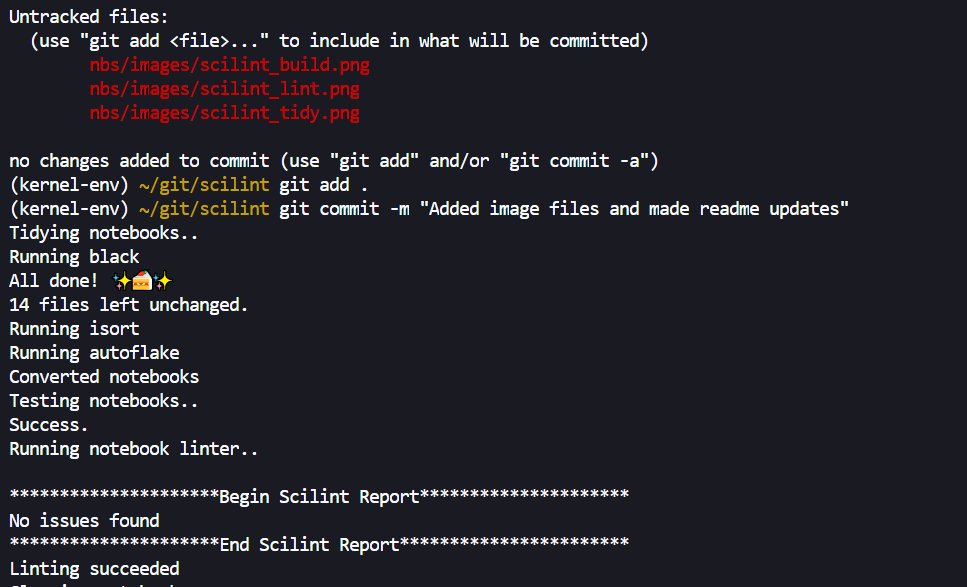 Untracked files:
  (use "git add <file>..." to include in what will be committed)
        nbs/images/scilint_build.png
        nbs/images/scilint_lint.png
        nbs/images/scilint_tidy.png

no changes added to commit (use "git add" and/or "git commit -a")
(kernel-env) ~/git/scilint git add .
(kernel-env) ~/git/scilint git commit -m "Added image files and made readme updates"
Tidying notebooks..
Running black
All done! ✨🍰✨
14 files left unchanged.
Running isort
Running autoflake
Converted notebooks
Testing notebooks..
Success.
Running notebook linter..

*********************Begin Scilint Report*********************
No issues found
*********************End Scilint Report***********************
Linting succeeded